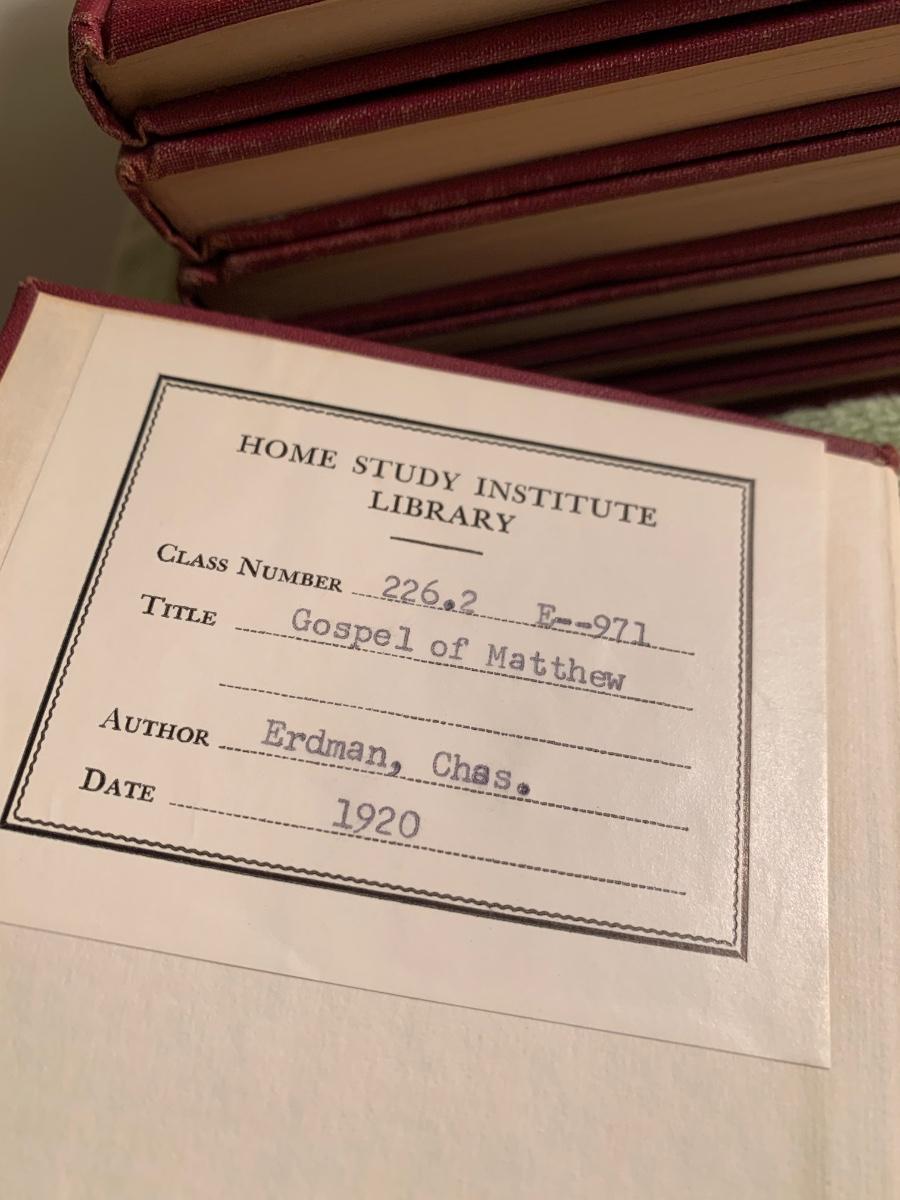 HOME STUDY INSTITUTE
LIBRARY
CLASS NUMBER 226.2 E--971
TITLE Gospel of Matthew
AUTHOR Erdman, Chas.
DATE 1920